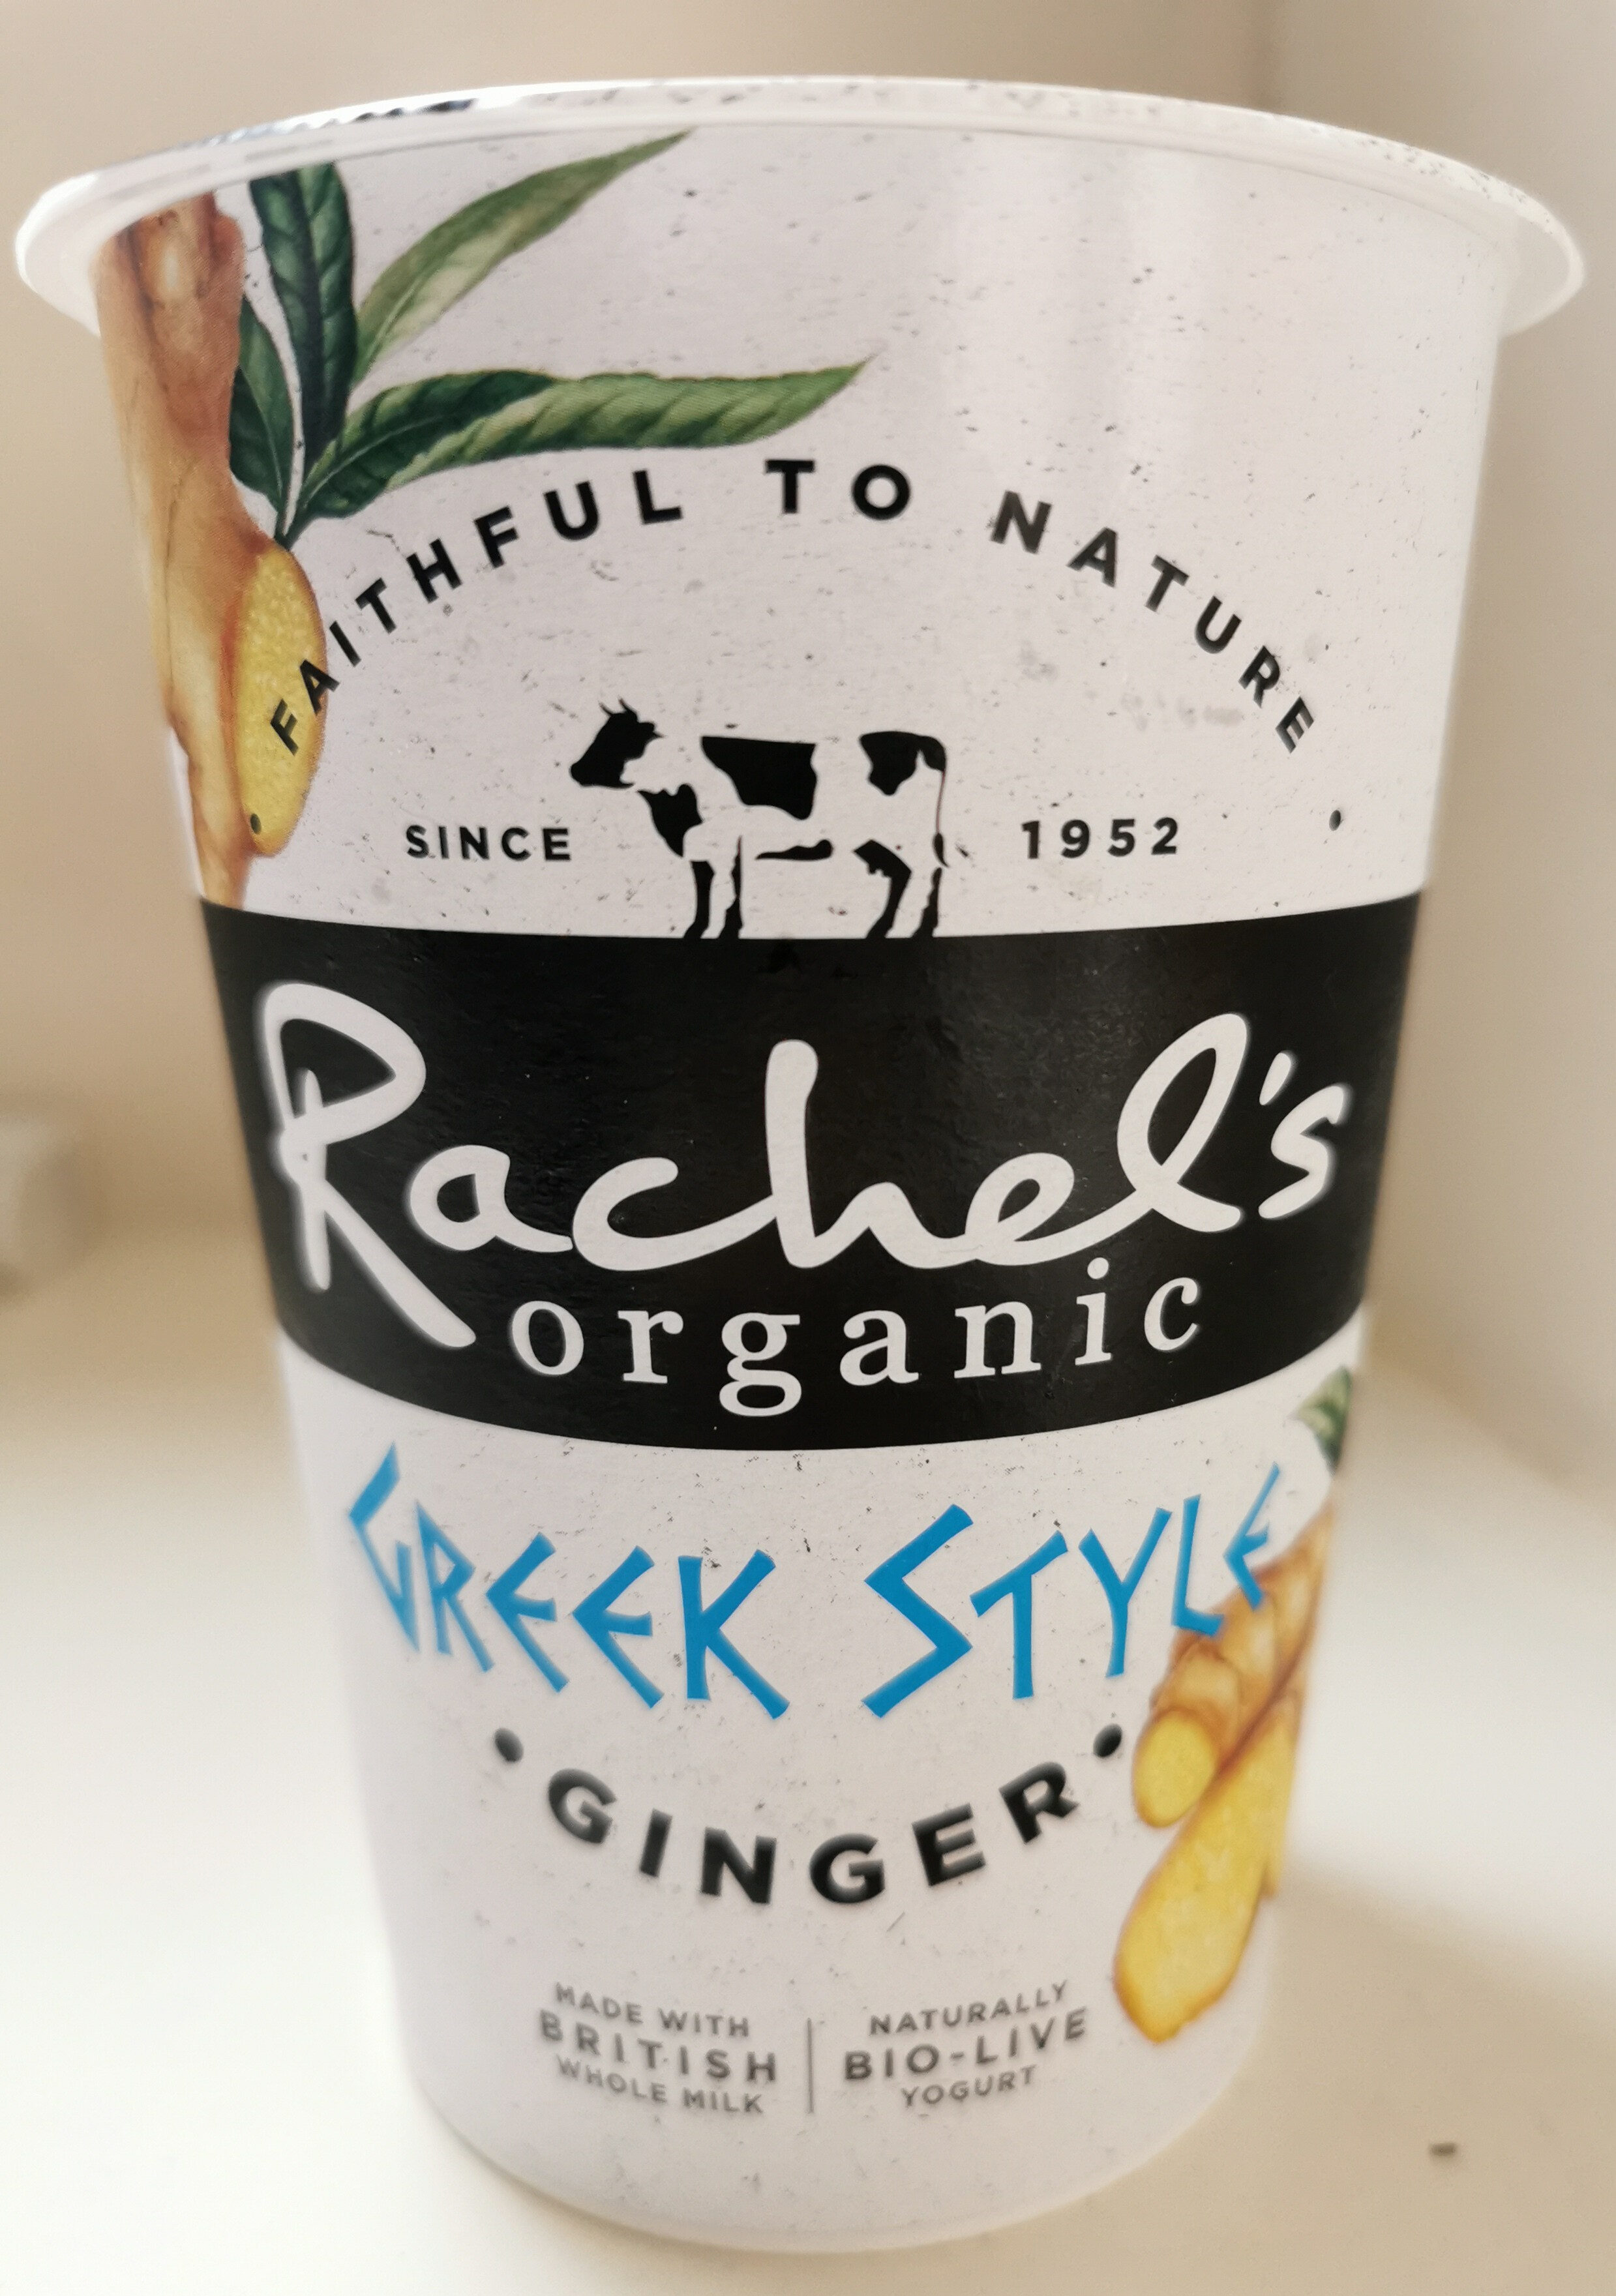 FAITHFUL TO NATURE
SINCE 1952
Rachel's
organic
GREEK STYLE
• GINGER •
MADE WITH
BRITISH
WHOLE MILK
NATURALLY
BIO-LIVE
YOGURT